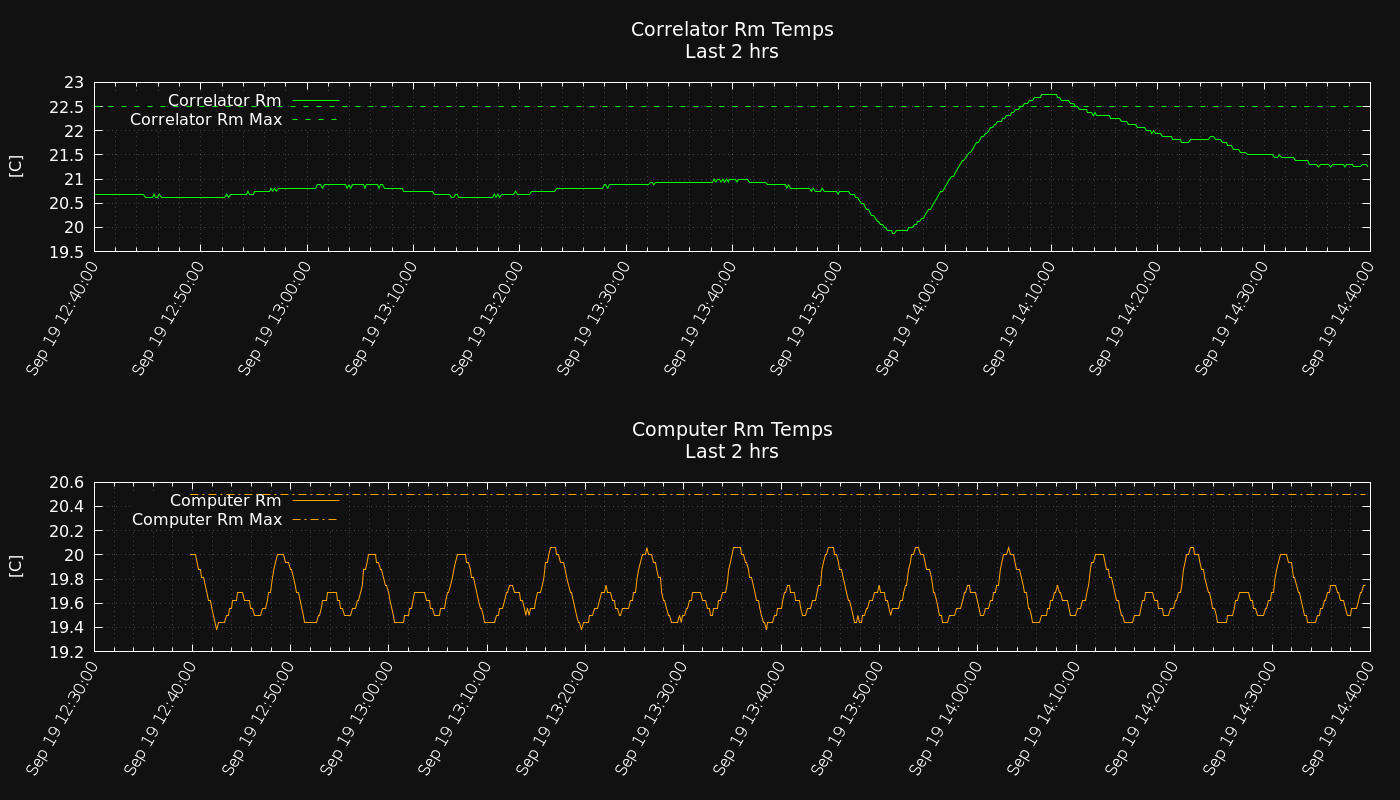 Correlator Rm Temps
Last 2 hrs
23
22.5
22
21.5
21
20.5
20
19.5
[C]
Correlator Rm
Correlator Rm Max
Sep 19 12:40:00
Sep 19 12:50:00
Sep 19 13:00:00
Sep 19 13:10:00
Sep 19 13:20:00
Sep 19 13:30:00
Sep 19 13:40:00
Sep 19 13:50:00
Sep 19 14:00:00
Sep 19 14:10:00
Sep 19 14:20:00
Sep 19 14:30:00
Sep 19 14:40:00
Computer Rm Temps
Last 2 hrs
20.6
20.4
20.2
20
19.8
19.6
19.4
19.2
[C]
Computer Rm
Computer Rm Max
Sep 19 12:30:00
Sep 19 12:40:00
Sep 19 12:50:00
Sep 19 13:00:00
Sep 19 13:10:00
Sep 19 13:20:00
Sep 19 13:30:00
Sep 19 13:40:00
Sep 19 13:50:00
Sep 19 14:00:00
Sep 19 14:10:00
Sep 19 14:20:00
Sep 19 14:30:00
Sep 19 14:40:00